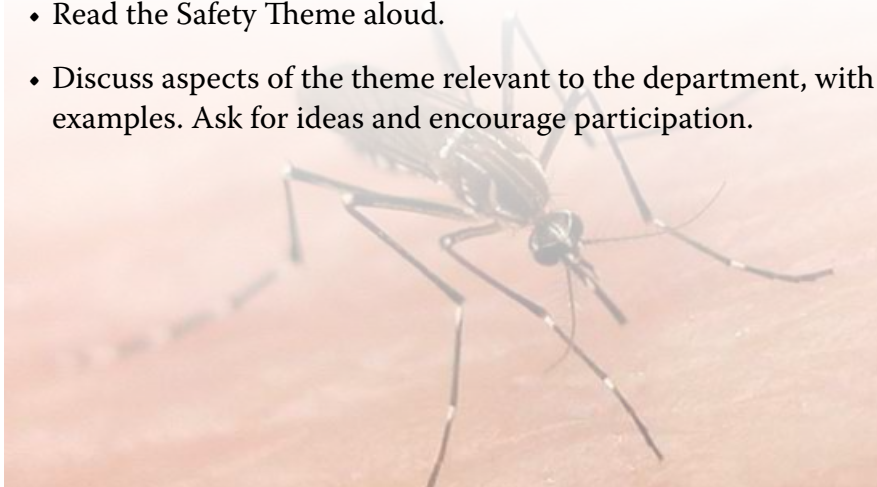 • Read the Safety Theme aloud.
• Discuss aspects of the theme relevant to the department, with
examples. Ask for ideas and encourage participation.